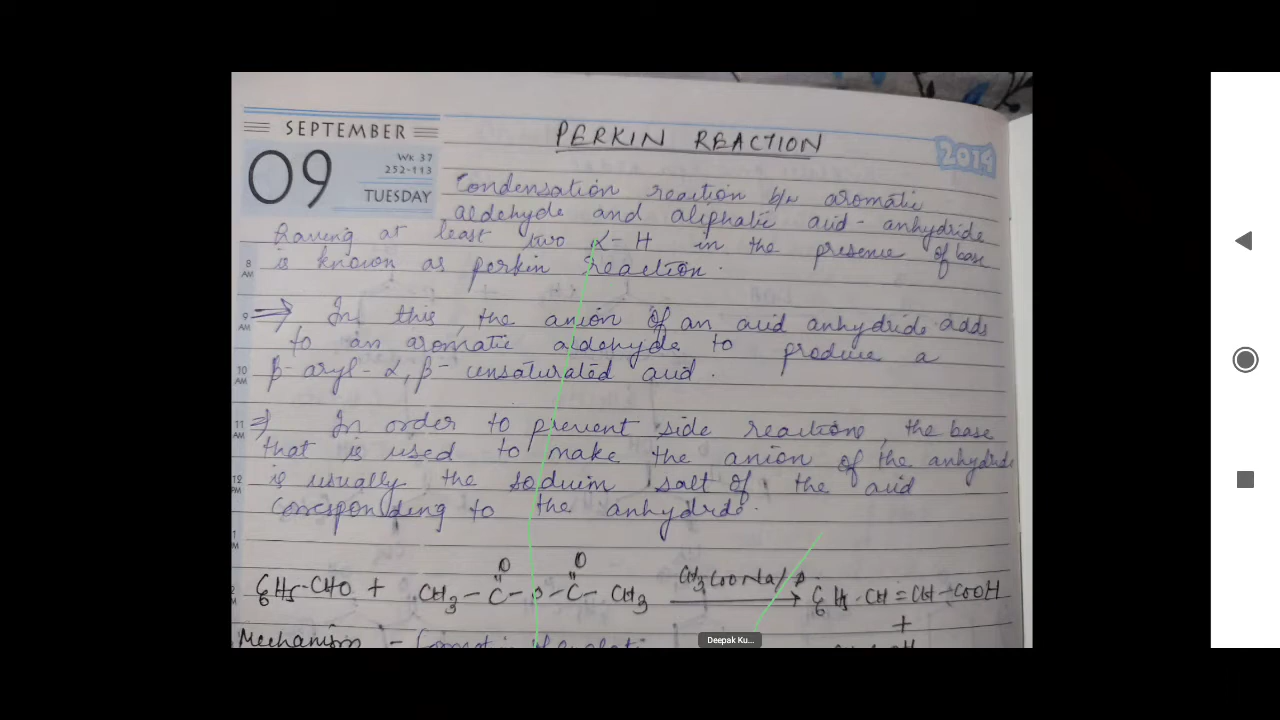 SEPTEMBER
09
WK 37
252-113
TUESDAY
2014
PERKIN REACTION
Condensation reaction b/w aromatic
aldehyde and aliphatic acid-anhydride
having at least two α-H in the presence of base
is known as perkin reaction.
⇒ In this, the anion of an acid anhydride adds
to an aromatic aldehyde to produce a
β-aryl-α,β-unsaturated acid.
⇒ In order to prevent side reactions, the base
that is used to make the anion of the anhydride
is usually the sodium salt of the acid
corresponding to the anhydride.
8 AM
9 AM
10 AM
11 AM
12 PM
C6H5-CHO + CH3-C(=O)-O-C(=O)-CH3 CH3COONa/Δ → C6H5-CH=CH-COOH
+
Mechanism -
Deepak Ku...